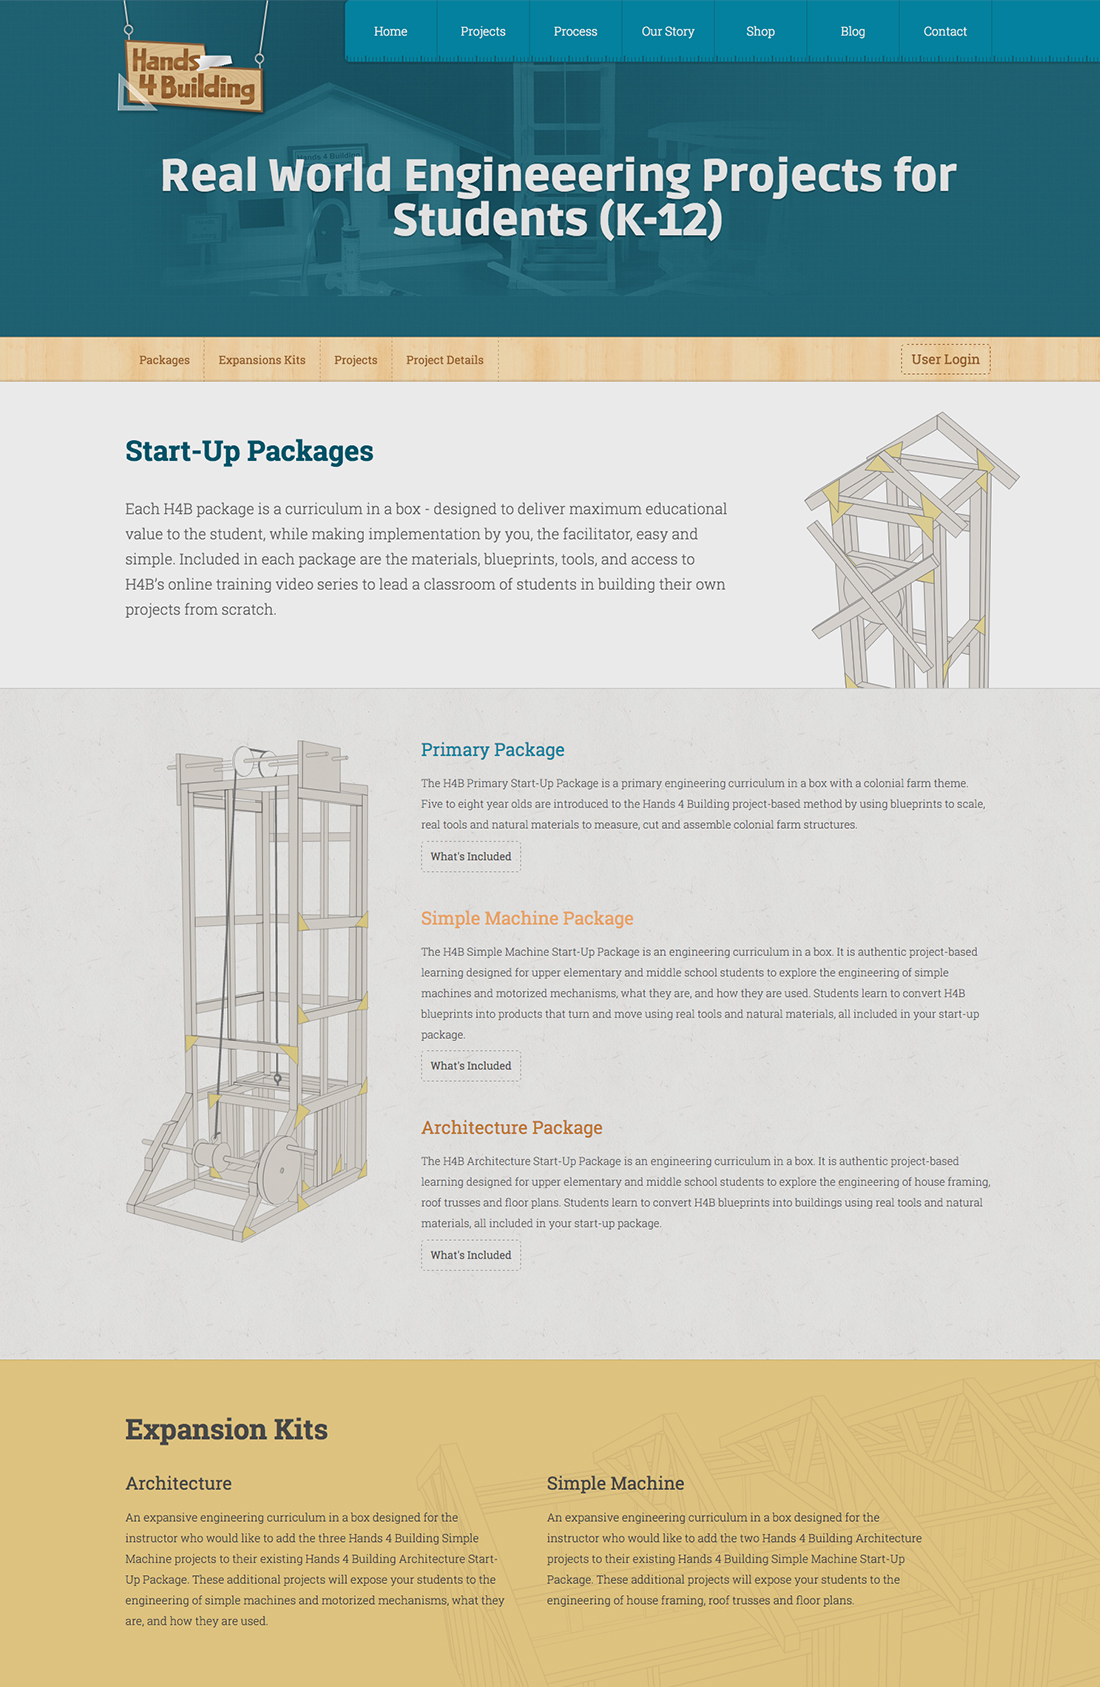 Home Projects Process Our Story Shop Blog Contact
Hands
4 Building
Hands 4 Building
Real World Engineeering Projects for
Students (K-12)
Packages Expansions Kits Projects Project Details User Login
Start-Up Packages
Each H4B package is a curriculum in a box - designed to deliver maximum educational
value to the student, while making implementation by you, the facilitator, easy and
simple. Included in each package are the materials, blueprints, tools, and access to
H4B's online training video series to lead a classroom of students in building their own
projects from scratch.
Primary Package
The H4B Primary Start-Up Package is a primary engineering curriculum in a box with a colonial farm theme.
Five to eight year olds are introduced to the Hands 4 Building project-based method by using blueprints to scale,
real tools and natural materials to measure, cut and assemble colonial farm structures.
What's Included
Simple Machine Package
The H4B Simple Machine Start-Up Package is an engineering curriculum in a box. It is authentic project-based
learning designed for upper elementary and middle school students to explore the engineering of simple
machines and motorized mechanisms, what they are, and how they are used. Students learn to convert H4B
blueprints into products that turn and move using real tools and natural materials, all included in your start-up
package.
What's Included
Architecture Package
The H4B Architecture Start-Up Package is an engineering curriculum in a box. It is authentic project-based
learning designed for upper elementary and middle school students to explore the engineering of house framing,
roof trusses and floor plans. Students learn to convert H4B blueprints into buildings using real tools and natural
materials, all included in your start-up package.
What's Included
Expansion Kits
Architecture
An expansive engineering curriculum in a box designed for the
instructor who would like to add the three Hands 4 Building Simple
Machine projects to their existing Hands 4 Building Architecture Start-
Up Package. These additional projects will expose your students to the
engineering of simple machines and motorized mechanisms, what they
are, and how they are used.
Simple Machine
An expansive engineering curriculum in a box designed for the
instructor who would like to add the two Hands 4 Building Architecture
projects to their existing Hands 4 Building Simple Machine Start-Up
Package. These additional projects will expose your students to the
engineering of house framing, roof trusses and floor plans.